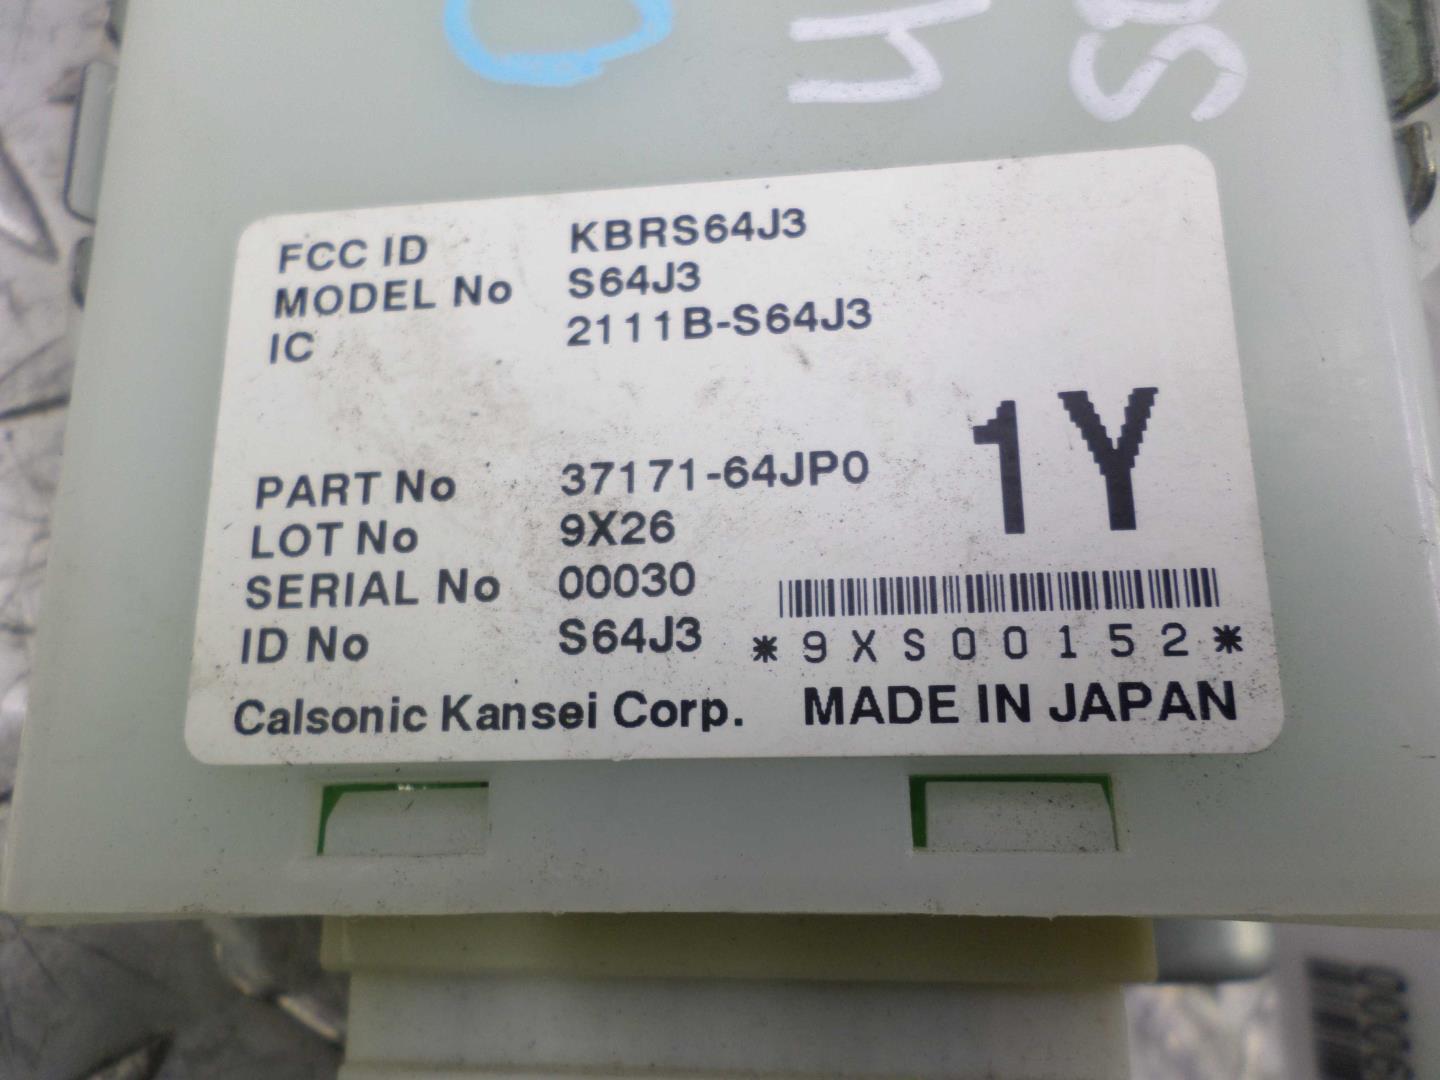 FCC ID KBRS64J3
MODEL No S64J3
IC 2111B-S64J3
PART No 37171-64JP0
LOT No 9X26
SERIAL No 00030
ID No S64J3
1Y
*9XS00152*
Calsonic Kansei Corp. MADE IN JAPAN